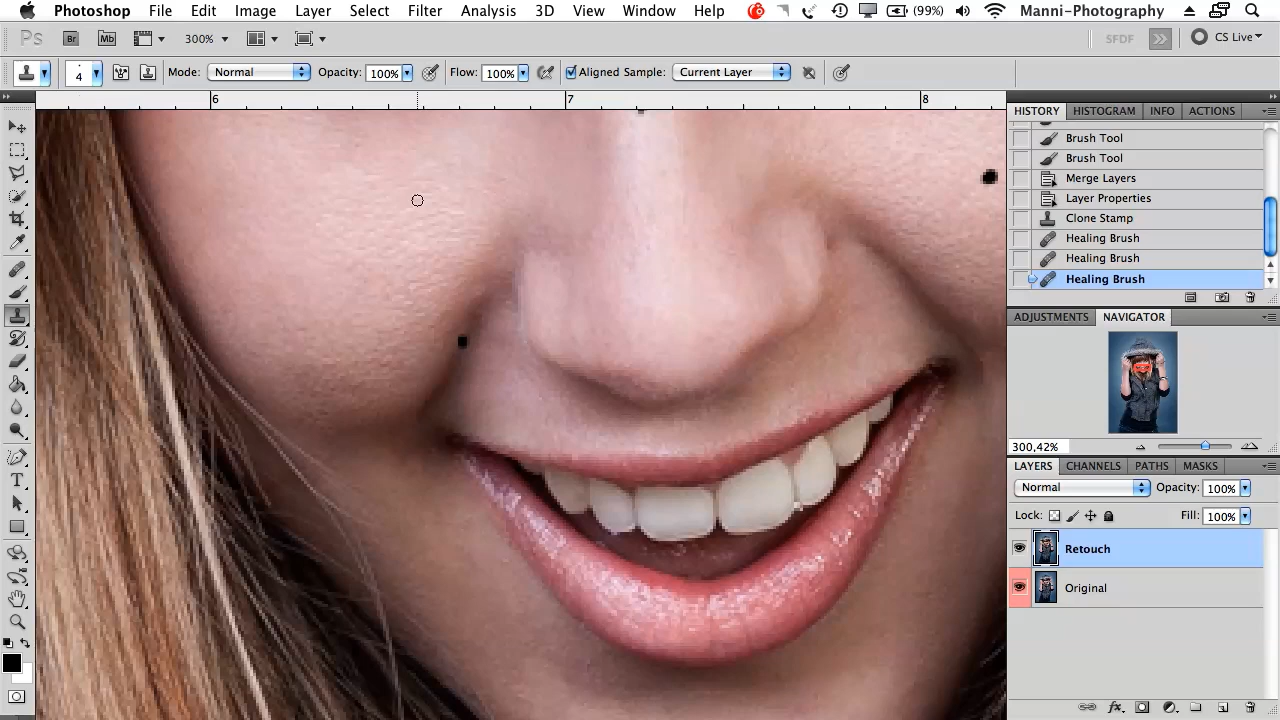 Photoshop File Edit Image Layer Select Filter Analysis 3D View Window Help (99%) Manni-Photography
Ps Br Mb 300% SFDF CS Live
4 Mode: Normal Opacity: 100% Flow: 100% Aligned Sample: Current Layer
6 7 8
HISTORY HISTOGRAM INFO ACTIONS
Brush Tool
Brush Tool
Merge Layers
Layer Properties
Clone Stamp
Healing Brush
Healing Brush
Healing Brush
ADJUSTMENTS NAVIGATOR
300,42%
LAYERS CHANNELS PATHS MASKS
Normal Opacity: 100%
Lock: Fill: 100%
Retouch
Original